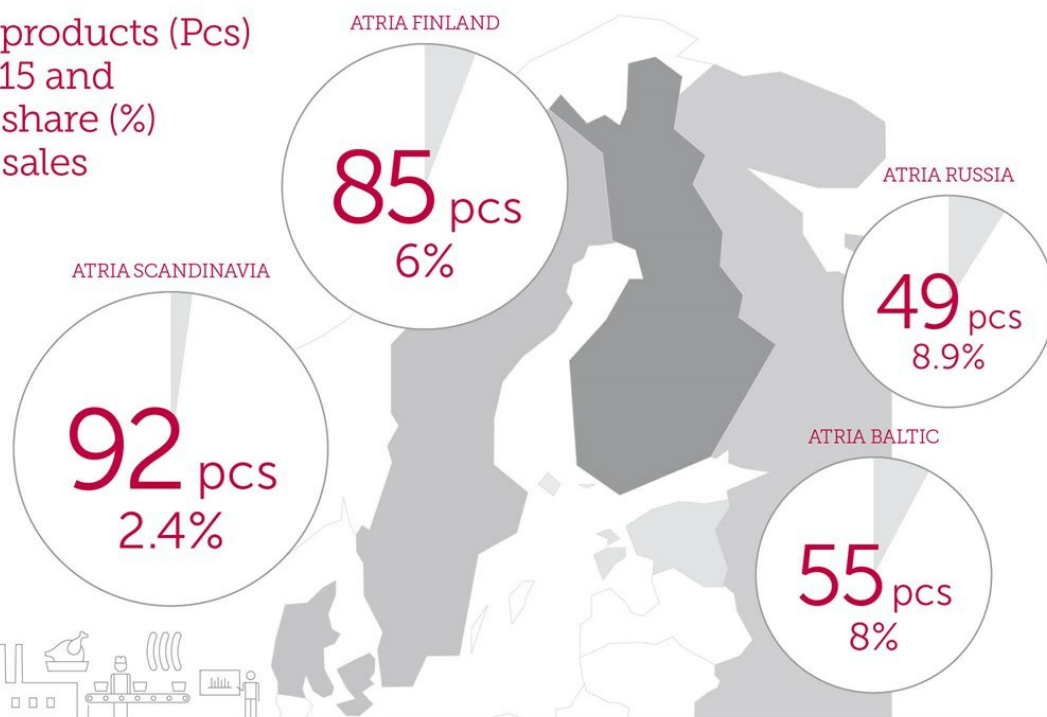 products (Pcs)
15 and
share (%)
sales
ATRIA FINLAND
85 pcs
6%
ATRIA RUSSIA
49 pcs
8.9%
ATRIA SCANDINAVIA
92 pcs
2.4%
ATRIA BALTIC
55 pcs
8%